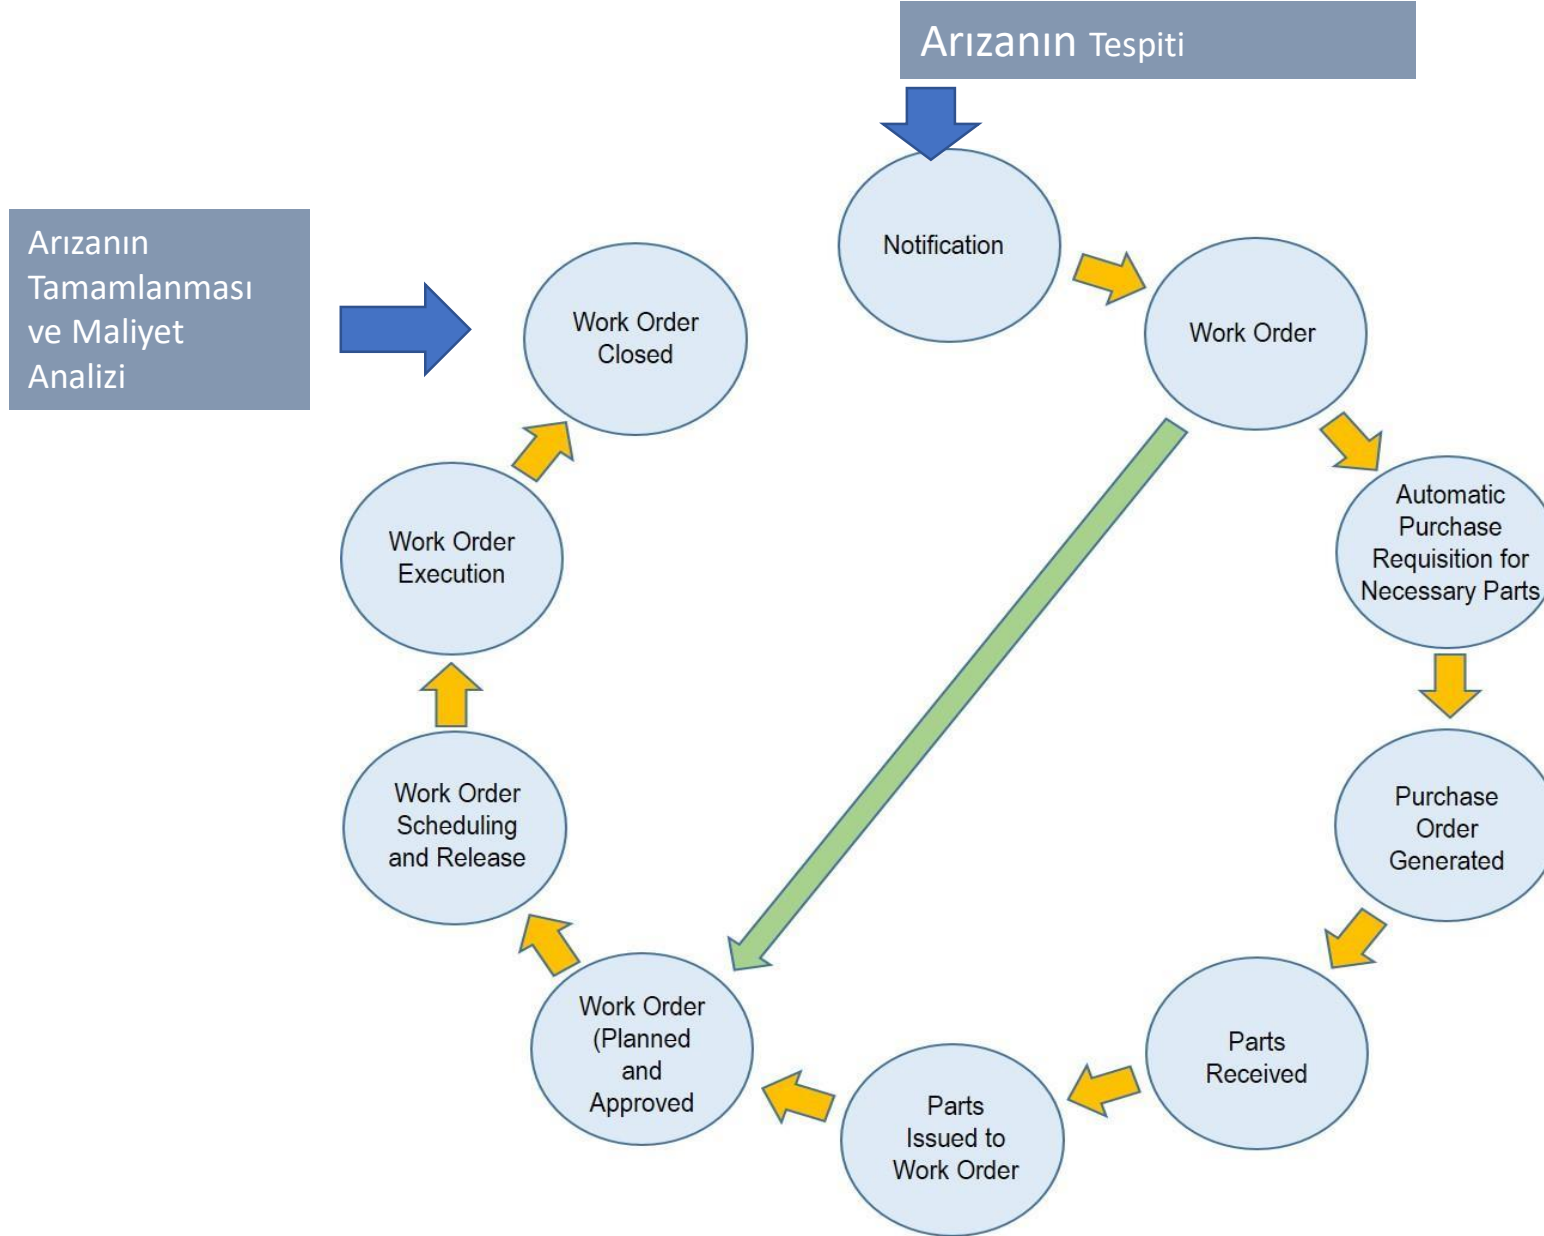 Arızanın Tespiti
Arızanın
Tamamlanması
ve Maliyet
Analizi
Notification
Work Order
Automatic
Purchase
Requisition for
Necessary Parts
Purchase
Order
Generated
Parts
Received
Parts
Issued to
Work Order
Work Order
(Planned
and
Approved
Work Order
Scheduling
and Release
Work Order
Execution
Work Order
Closed